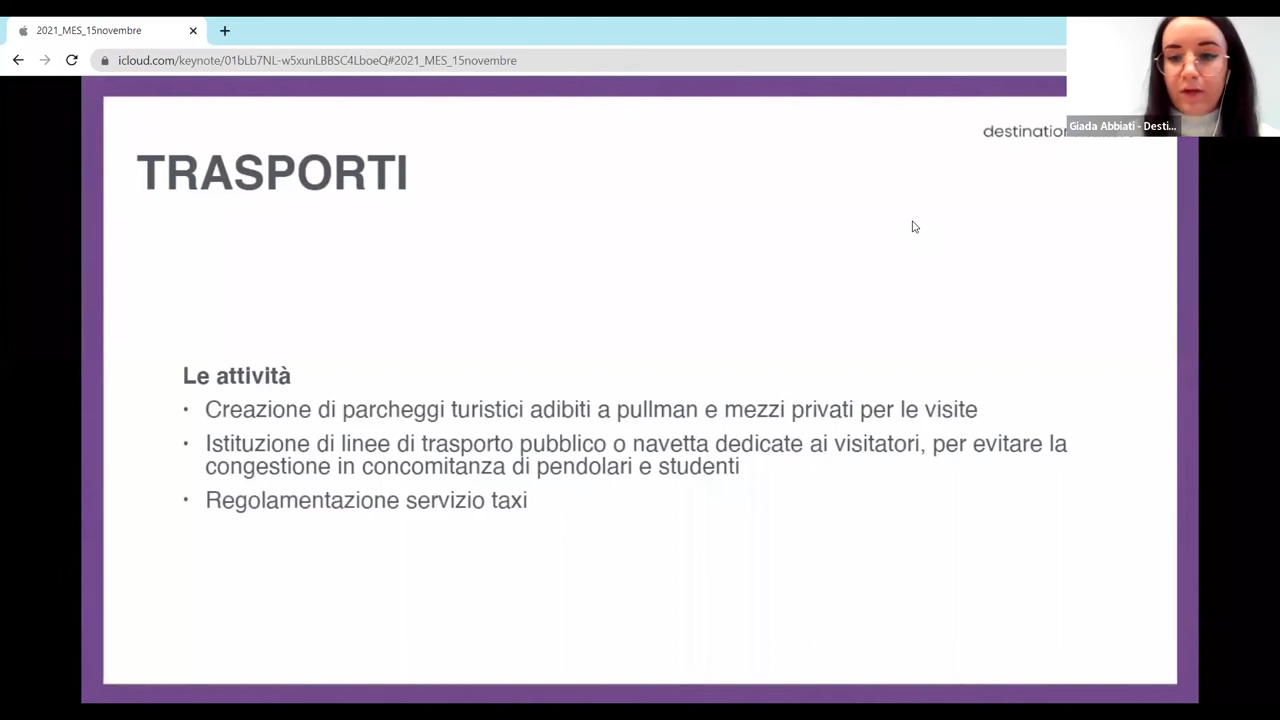 2021_MES_15novembre
icloud.com/keynote/01bLb7NL-w5xunLBBSC4LboeQ#2021_MES_15novembre
Giada Abbiati - Desti...
destination
TRASPORTI
Le attività
• Creazione di parcheggi turistici adibiti a pullman e mezzi privati per le visite
• Istituzione di linee di trasporto pubblico o navetta dedicate ai visitatori, per evitare la
congestione in concomitanza di pendolari e studenti
• Regolamentazione servizio taxi